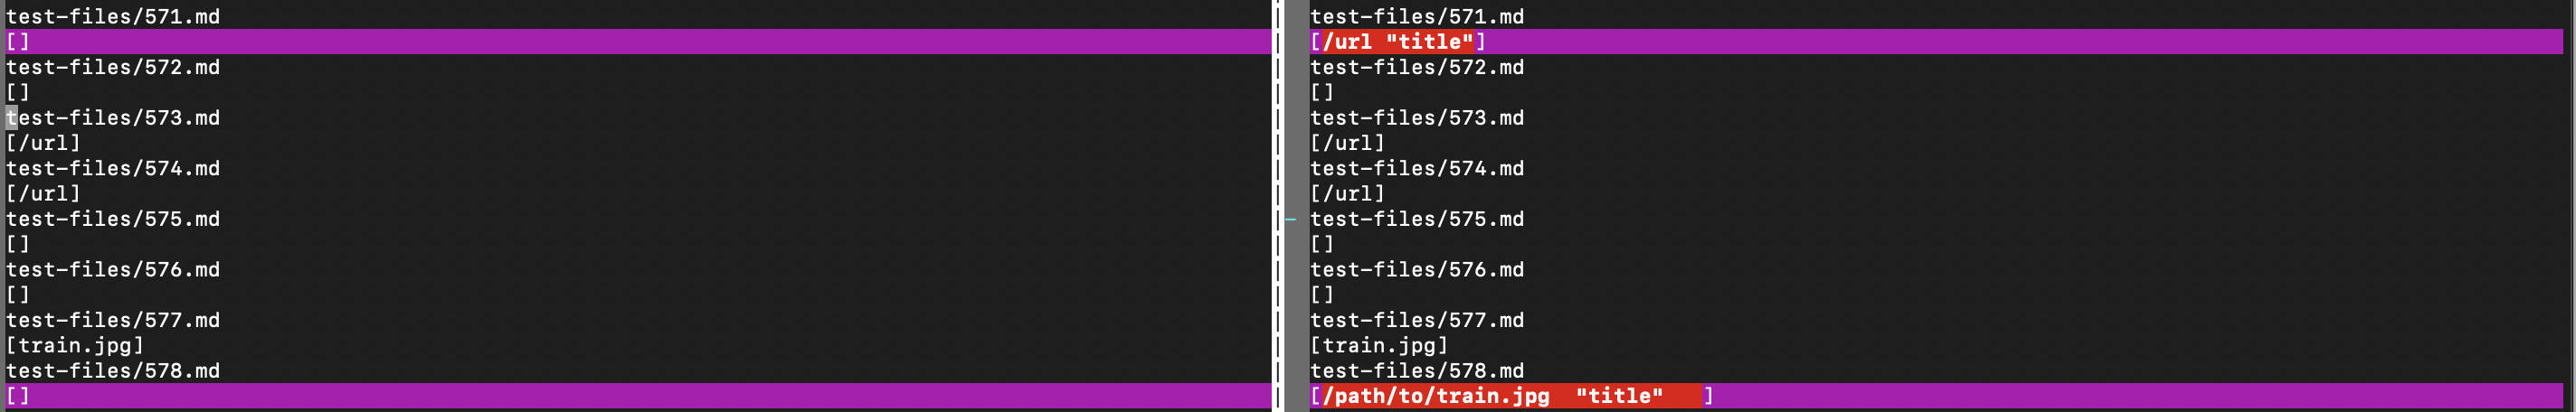 test-files/571.md
[]
test-files/572.md
[]
test-files/573.md
[/url]
test-files/574.md
[/url]
test-files/575.md
[]
test-files/576.md
[]
test-files/577.md
[train.jpg]
test-files/578.md
[]
test-files/571.md
[/url "title"]
test-files/572.md
[]
test-files/573.md
[/url]
test-files/574.md
[/url]
test-files/575.md
[]
test-files/576.md
[]
test-files/577.md
[train.jpg]
test-files/578.md
[/path/to/train.jpg  "title"   ]